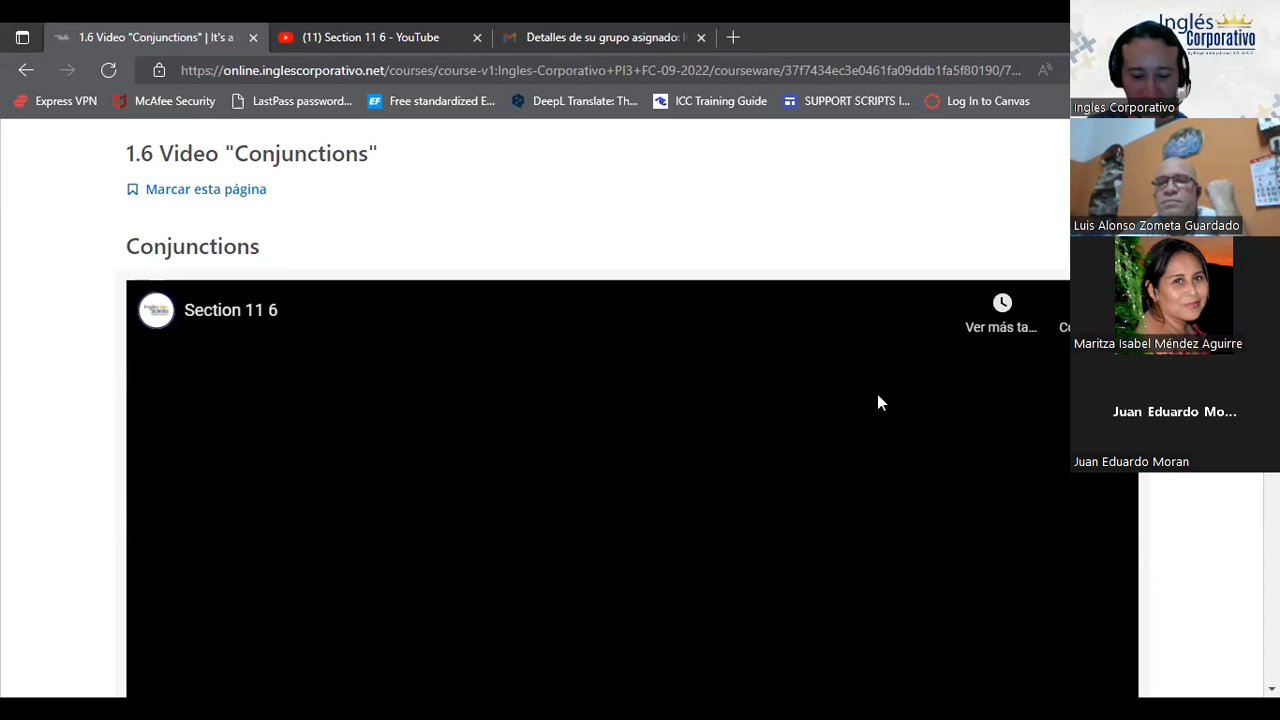 1.6 Video "Conjunctions" | It's a
(11) Section 11 6 - YouTube
Detalles de su grupo asignado: I
https://online.inglescorporativo.net/courses/course-v1:Ingles-Corporativo+PI3+FC-09-2022/courseware/37f7434ec3e0461fa09ddb1fa5f80190/7...
Express VPN
McAfee Security
LastPass password...
EF
Free standardized E...
DeepL Translate: Th...
ICC Training Guide
SUPPORT SCRIPTS I...
Log In to Canvas
1.6 Video "Conjunctions"
Marcar esta página
Conjunctions
Section 11 6
Ver más ta...
Co
Inglés
Corporativo
Ingles Corporativo
Luis Alonso Zometa Guardado
Maritza Isabel Méndez Aguirre
Juan Eduardo Mo...
Juan Eduardo Moran